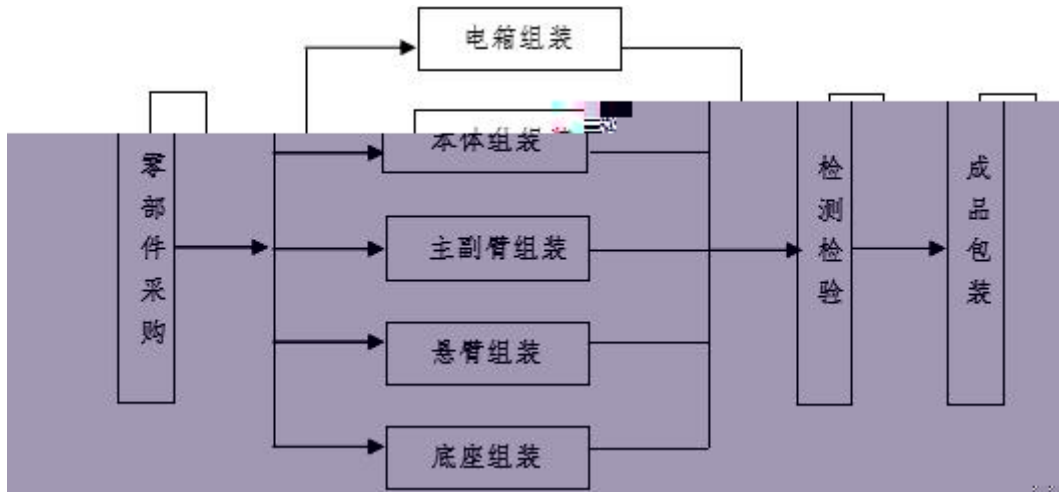 电箱组装
本体组装
主副臂组装
悬臂组装
底座组装
零部件采购
检测检验
成品包装